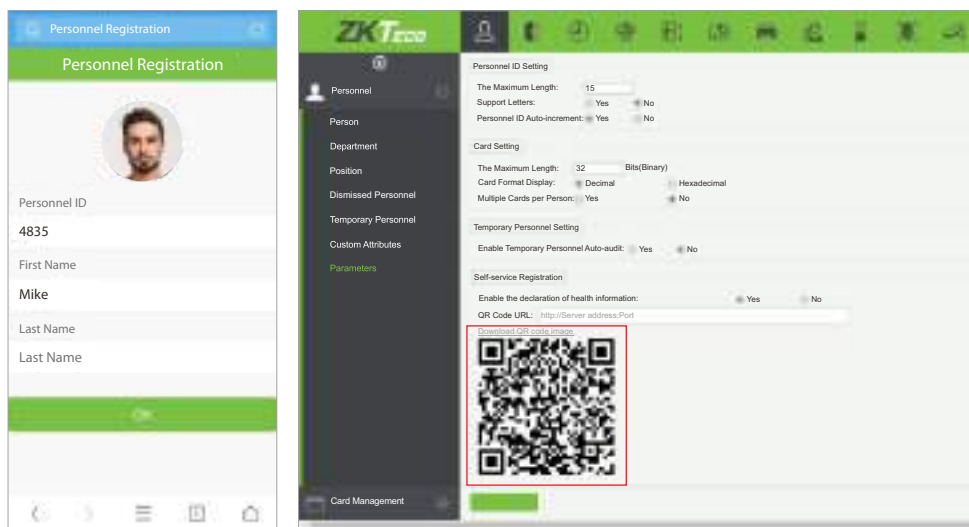 Personnel Registration
Personnel Registration
Personnel ID
4835
First Name
Mike
Last Name
Last Name
OK
ZKTeco
Personnel
Person
Department
Position
Dismissed Personnel
Temporary Personnel
Custom Attributes
Parameters
Card Management
Personnel ID Setting
The Maximum Length: 15
Support Letters: Yes No
Personnel ID Auto-increment: Yes No
Card Setting
The Maximum Length: 32 Bits(Binary)
Card Format Display: Decimal Hexadecimal
Multiple Cards per Person: Yes No
Temporary Personnel Setting
Enable Temporary Personnel Auto-audit: Yes No
Self-service Registration
Enable the declaration of health information: Yes No
QR Code URL: http://Server address:Port
Download QR code image